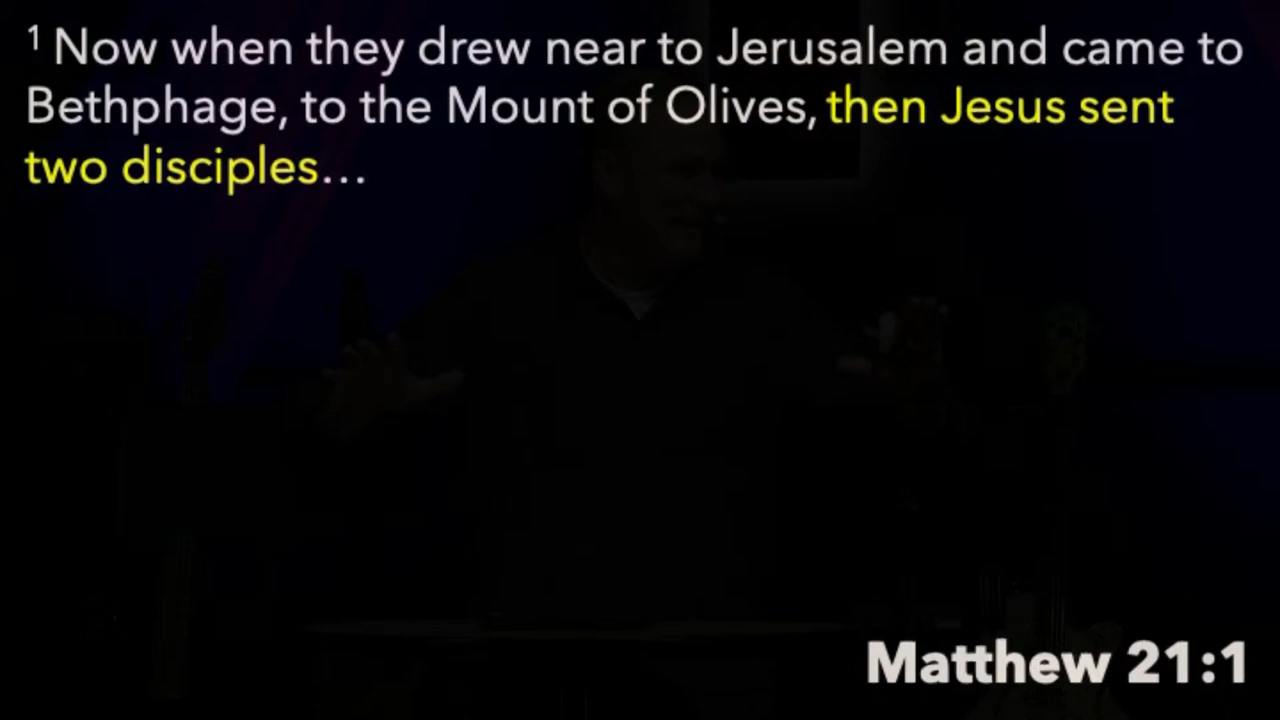 1 Now when they drew near to Jerusalem and came to
Bethphage, to the Mount of Olives, then Jesus sent
two disciples...
Matthew 21:1